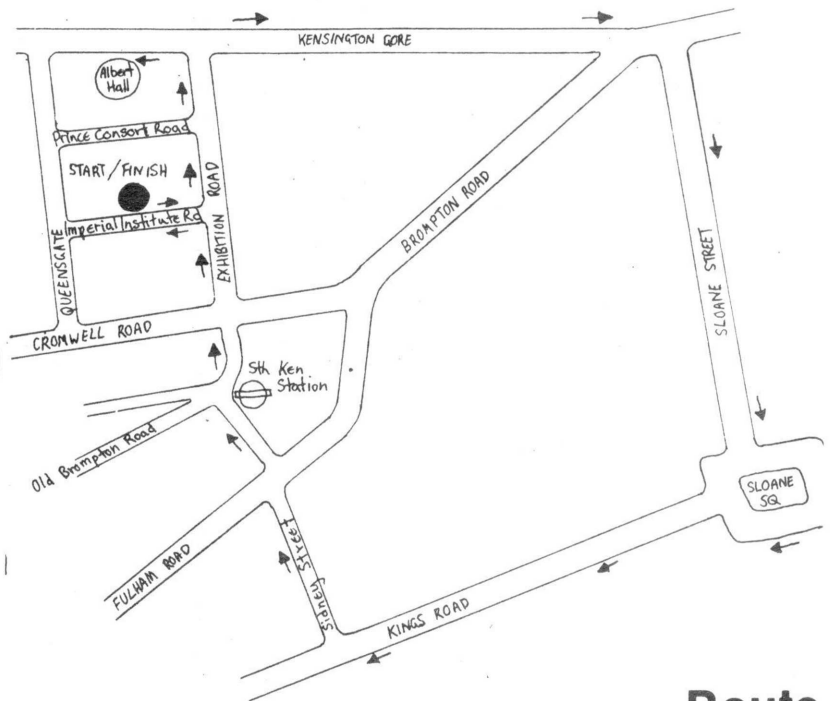 KENSINGTON GORE
Albert
Hall
Prince Consort Road
START/FINISH
Imperial Institute Rd
EXHIBITION ROAD
QUEENSGATE
BROMPTON ROAD
SLOANE STREET
CROMWELL ROAD
Sth Ken
Station
Old Brompton Road
SLOANE
SQ
FULHAM ROAD
Sidney Street
KINGS ROAD
Route